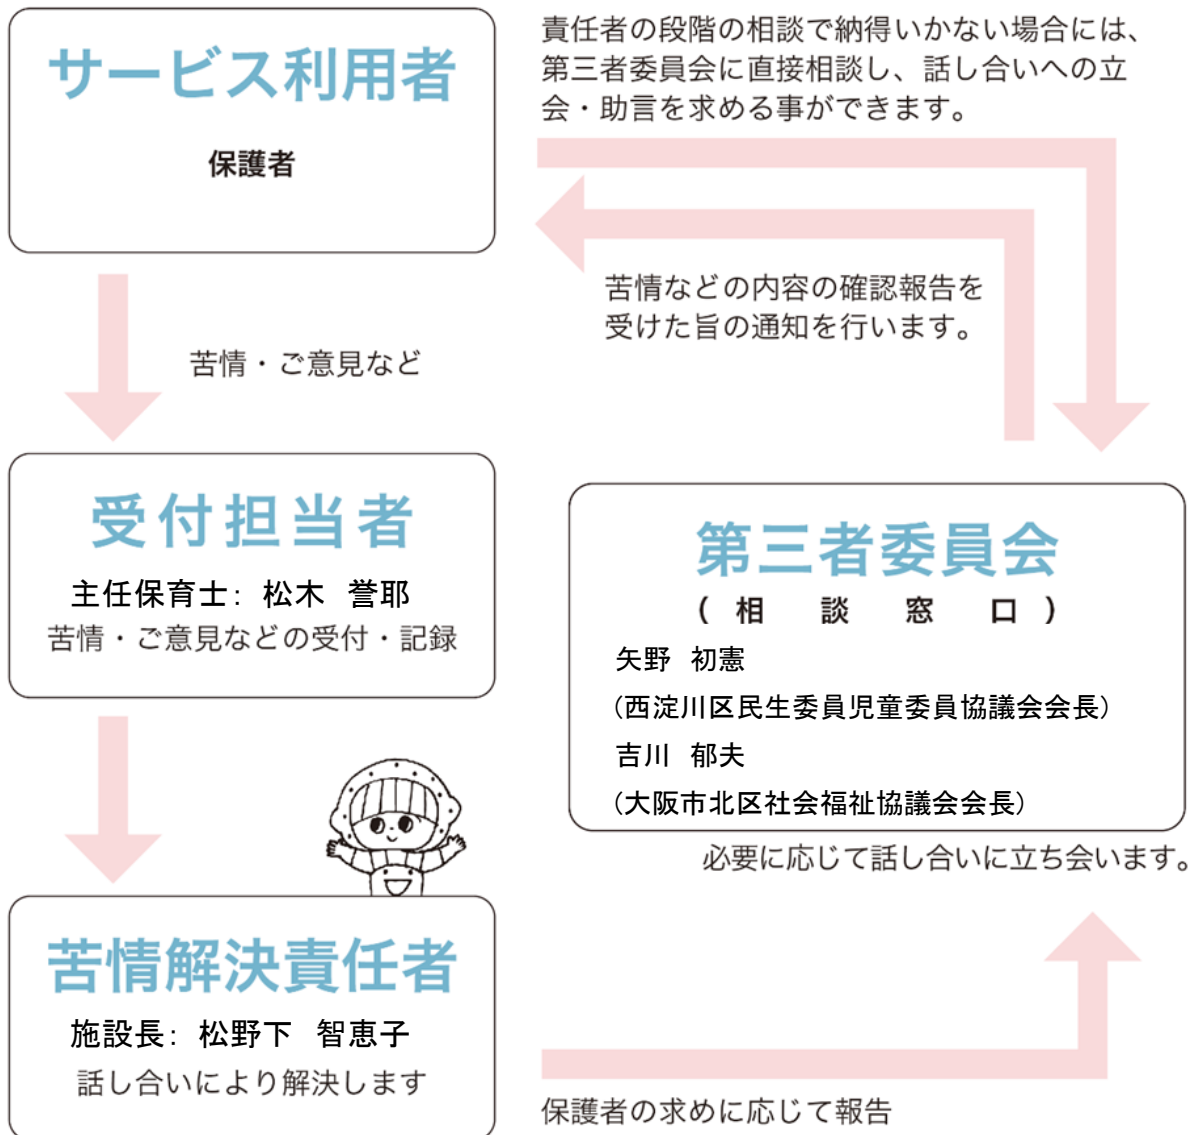 サービス利用者
保護者
責任者の段階の相談で納得いかない場合には、
第三者委員会に直接相談し、話し合いへの立
会・助言を求める事ができます。
苦情などの内容の確認報告を
受けた旨の通知を行います。
苦情・ご意見など
受付担当者
主任保育士： 松木　誉耶
苦情・ご意見などの受付・記録
第三者委員会
(相談窓口)
矢野　初憲
(西淀川区民生委員児童委員協議会会長)
吉川　郁夫
(大阪市北区社会福祉協議会会長)
必要に応じて話し合いに立ち会います。
苦情解決責任者
施設長： 松野下　智恵子
話し合いにより解決します
保護者の求めに応じて報告